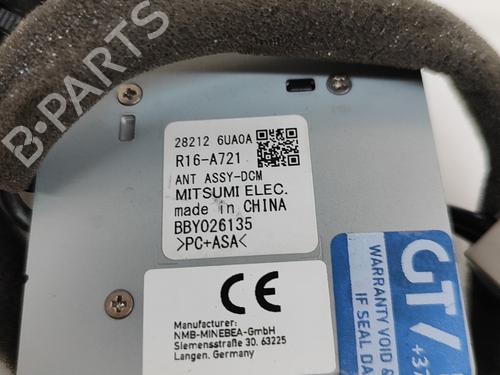 B-PARTS
28212 6UA0A
R16-A721
ANT ASSY-DCM
MITSUMI ELEC.
made in CHINA
BBY026135
>PC+ASA<
CE
Manufacturer:
NMB-MINEBEA-GmbH
Siemensstraße 30. 63225
Langen. Germany
GT
WARRANTY VOID
IF SEAL DA
+37